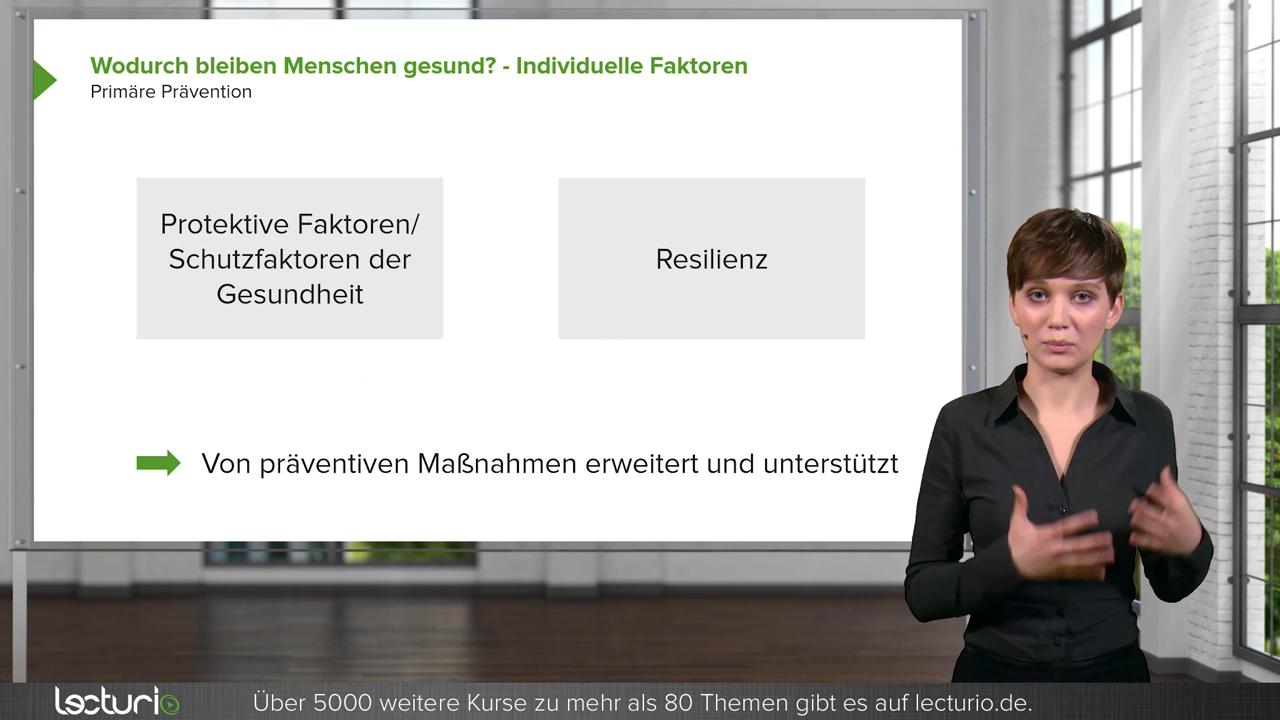 Wodurch bleiben Menschen gesund? - Individuelle Faktoren
Primäre Prävention
Protektive Faktoren/
Schutzfaktoren der
Gesundheit
Resilienz
Von präventiven Maßnahmen erweitert und unterstützt
lecturio
Über 5000 weitere Kurse zu mehr als 80 Themen gibt es auf lecturio.de.